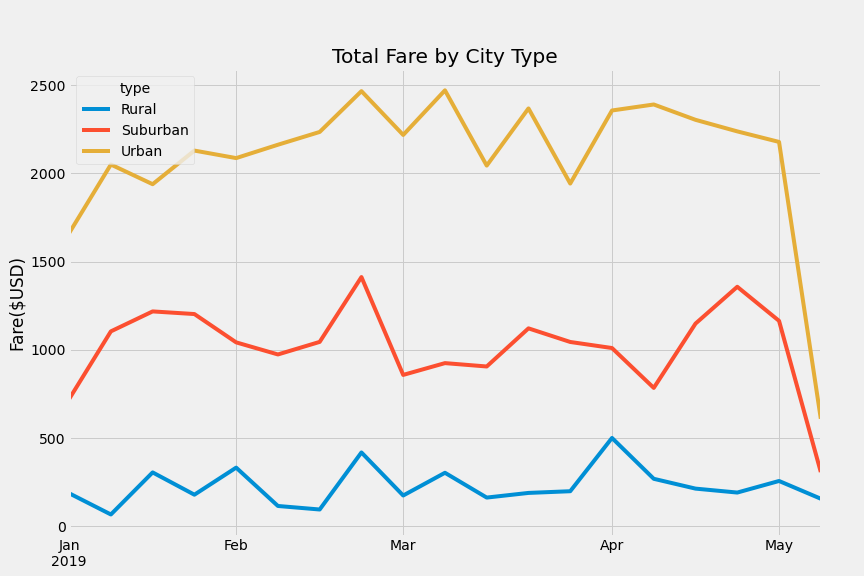 Total Fare by City Type
type
Rural
Suburban
Urban
Fare($USD)
2500
2000
1500
1000
500
0
Jan Feb Mar Apr May
2019